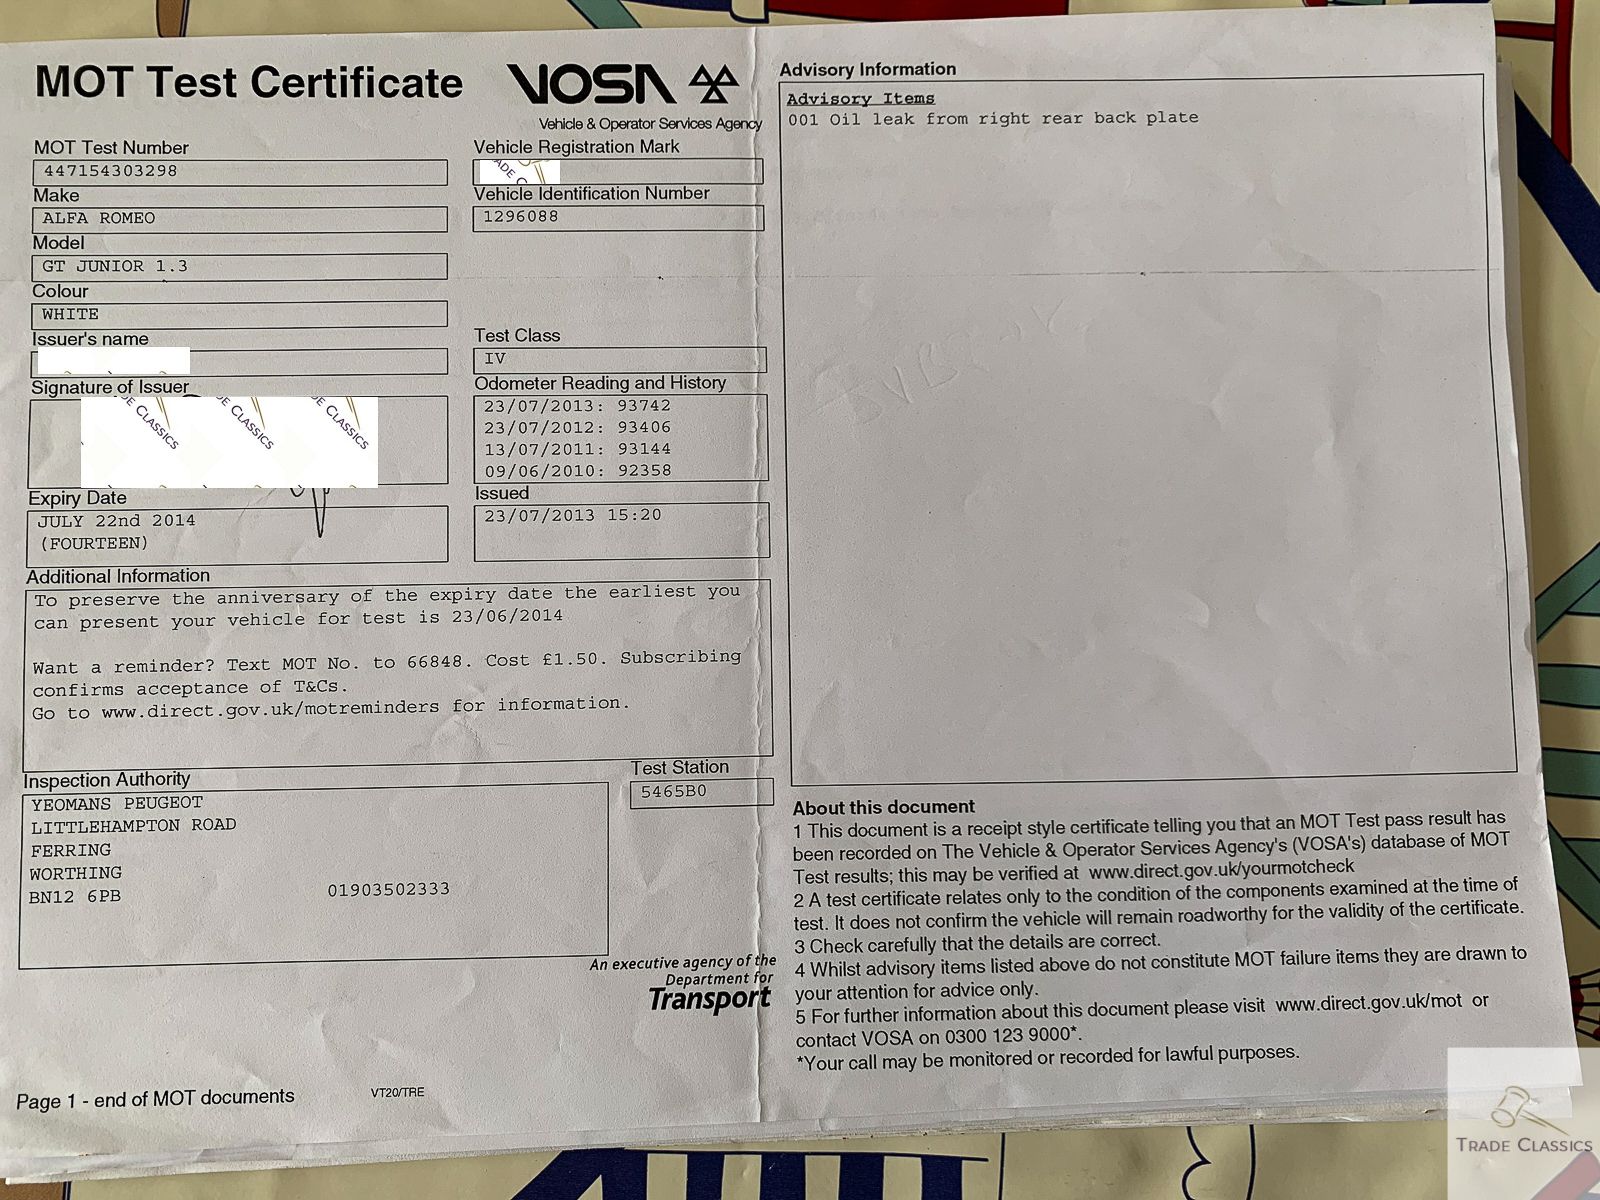 MOT Test Certificate
VOSA
Vehicle & Operator Services Agency
MOT Test Number
447154303298
Make
ALFA ROMEO
Model
GT JUNIOR 1.3
Colour
WHITE
Issuer's name
Signature of Issuer
DE CLASSICS
DE CLASSICS
DE CLASSICS
Expiry Date
JULY 22nd 2014
(FOURTEEN)
Vehicle Registration Mark
ADE C
Vehicle Identification Number
1296088
Test Class
IV
Odometer Reading and History
23/07/2013: 93742
23/07/2012: 93406
13/07/2011: 93144
09/06/2010: 92358
Issued
23/07/2013 15:20
Additional Information
To preserve the anniversary of the expiry date the earliest you
can present your vehicle for test is 23/06/2014
Want a reminder? Text MOT No. to 66848. Cost £1.50. Subscribing
confirms acceptance of T&Cs.
Go to www.direct.gov.uk/motreminders for information.
Inspection Authority
YEOMANS PEUGEOT
LITTLEHAMPTON ROAD
FERRING
WORTHING
BN12 6PB 01903502333
Test Station
5465B0
An executive agency of the
Department for
Transport
Page 1 - end of MOT documents
VT20/TRE
Advisory Information
Advisory Items
001 Oil leak from right rear back plate
About this document
1 This document is a receipt style certificate telling you that an MOT Test pass result has
been recorded on The Vehicle & Operator Services Agency's (VOSA's) database of MOT
Test results; this may be verified at www.direct.gov.uk/yourmotcheck
2 A test certificate relates only to the condition of the components examined at the time of
test. It does not confirm the vehicle will remain roadworthy for the validity of the certificate.
3 Check carefully that the details are correct.
4 Whilst advisory items listed above do not constitute MOT failure items they are drawn to
your attention for advice only.
5 For further information about this document please visit www.direct.gov.uk/mot or
contact VOSA on 0300 123 9000*.
*Your call may be monitored or recorded for lawful purposes.
TRADE CLASSICS